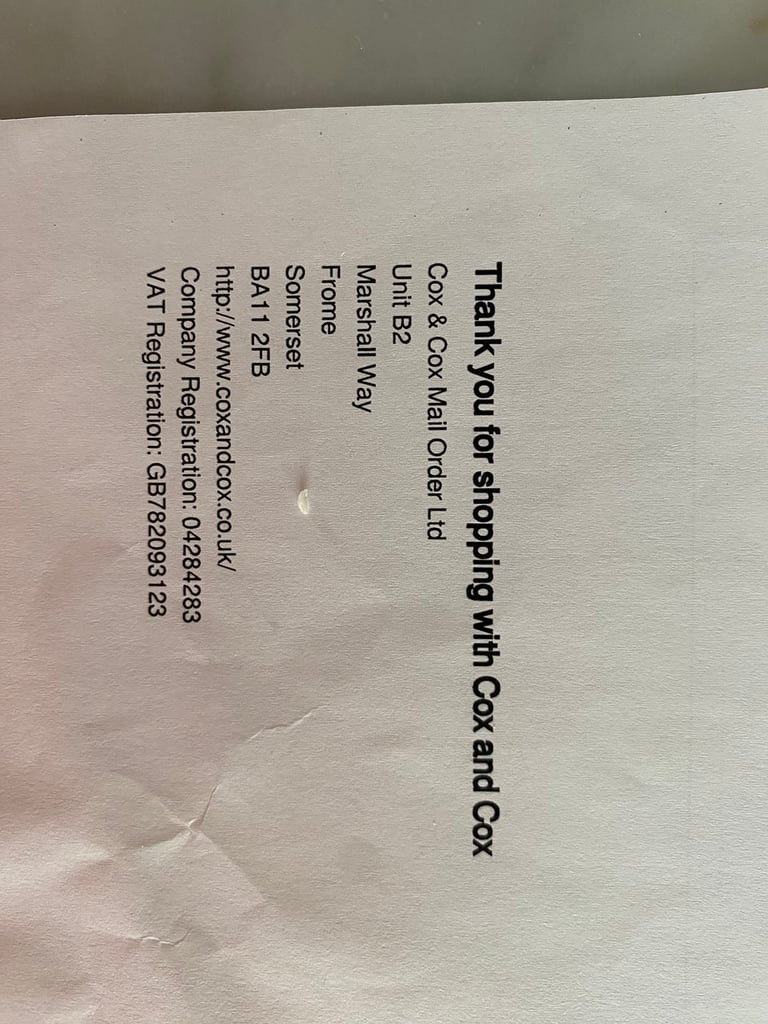 Thank you for shopping with Cox and Cox
Cox & Cox Mail Order Ltd
Unit B2
Marshall Way
Frome
Somerset
BA11 2FB
http://www.coxandcox.co.uk/
Company Registration: 04284283
VAT Registration: GB782093123